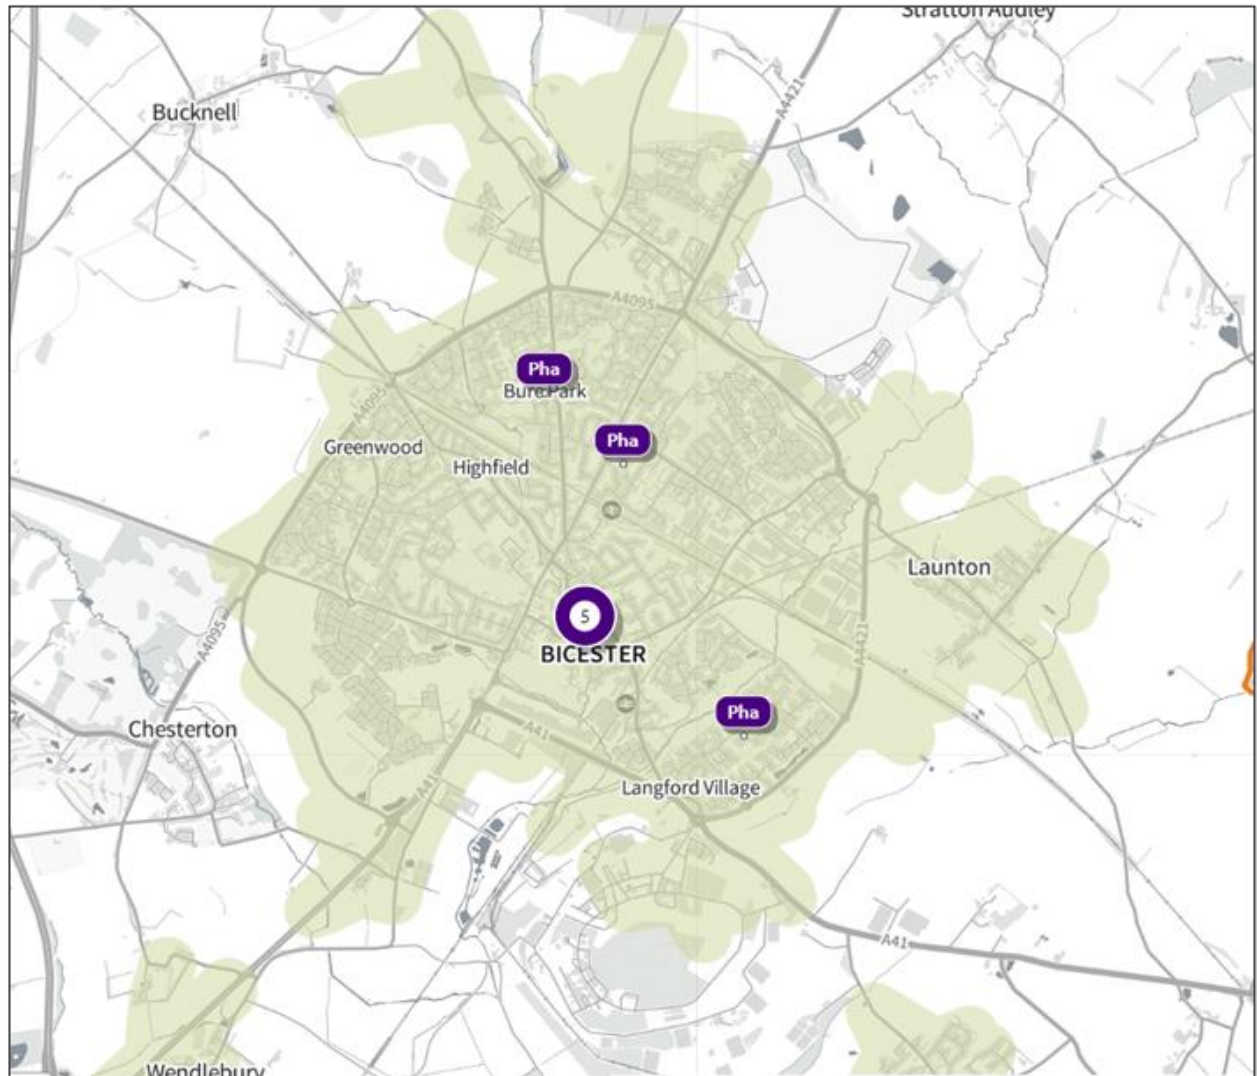 Stratton Audley
Bucknell
A4421
A4095
Pha
Bure Park
A4095
Pha
Greenwood
Highfield
Launton
5
BICESTER
A4095
A4421
Pha
Chesterton
A41
A41
Langford Village
A41
Wendlebury